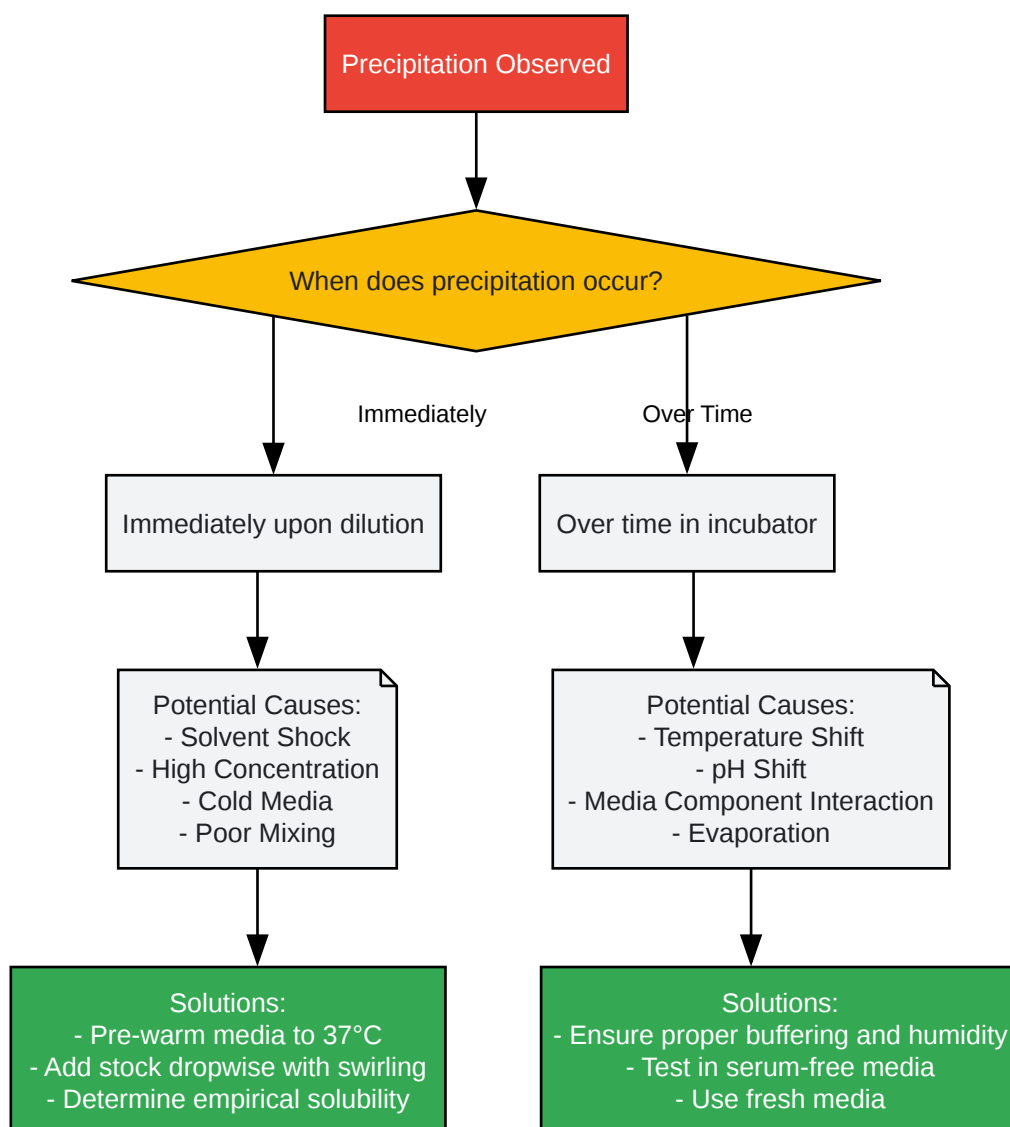 Precipitation Observed
When does precipitation occur?
Immediately
Over Time
Immediately upon dilution
Over time in incubator
Potential Causes:
- Solvent Shock
- High Concentration
- Cold Media
- Poor Mixing
Potential Causes:
- Temperature Shift
- pH Shift
- Media Component Interaction
- Evaporation
Solutions:
- Pre-warm media to 37°C
- Add stock dropwise with swirling
- Determine empirical solubility
Solutions:
- Ensure proper buffering and humidity
- Test in serum-free media
- Use fresh media